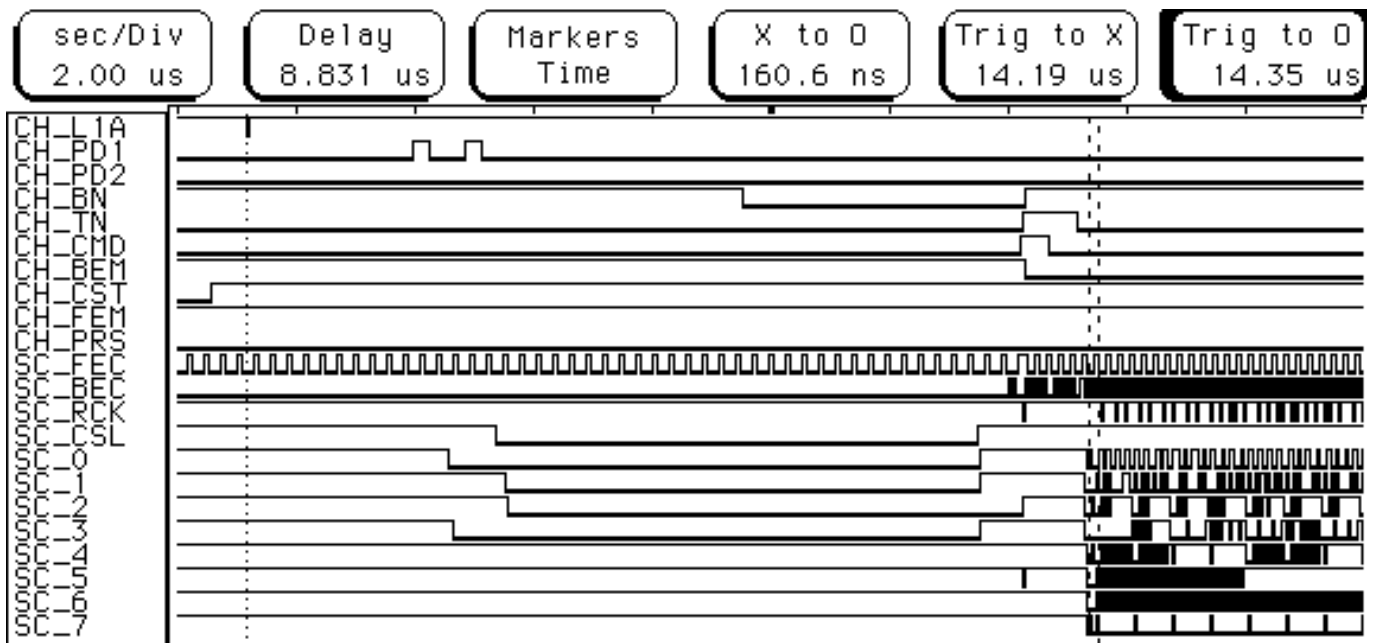 sec/Div Delay Markers X to O Trig to X Trig to O
2.00 us 8.831 us Time 160.6 ns 14.19 us 14.35 us
CH_L1A
CH_PD1
CH_PD2
CH_BN
CH_TN
CH_CMD
CH_BEM
CH_CST
CH_FEM
CH_PRS
SC_FEC
SC_BEC
SC_RCK
SC_CSL
SC_0
SC_1
SC_2
SC_3
SC_4
SC_5
SC_6
SC_7